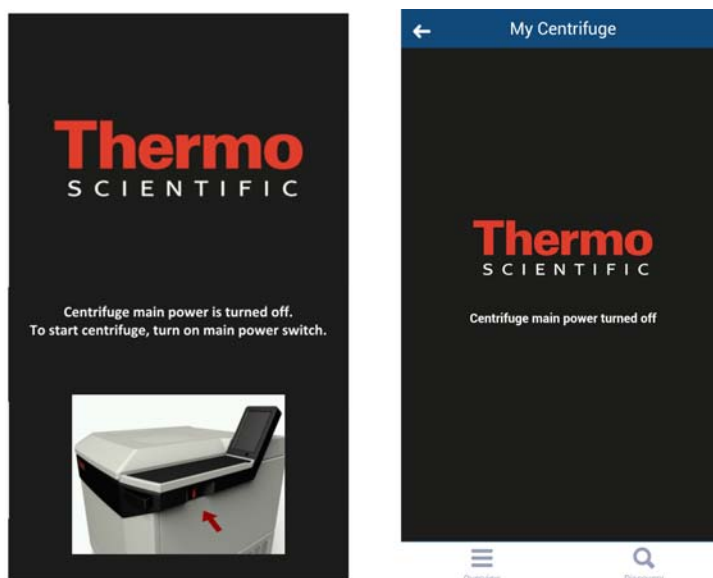 Thermo
SCIENTIFIC
Centrifuge main power is turned off.
To start centrifuge, turn on main power switch.
My Centrifuge
Thermo
SCIENTIFIC
Centrifuge main power turned off